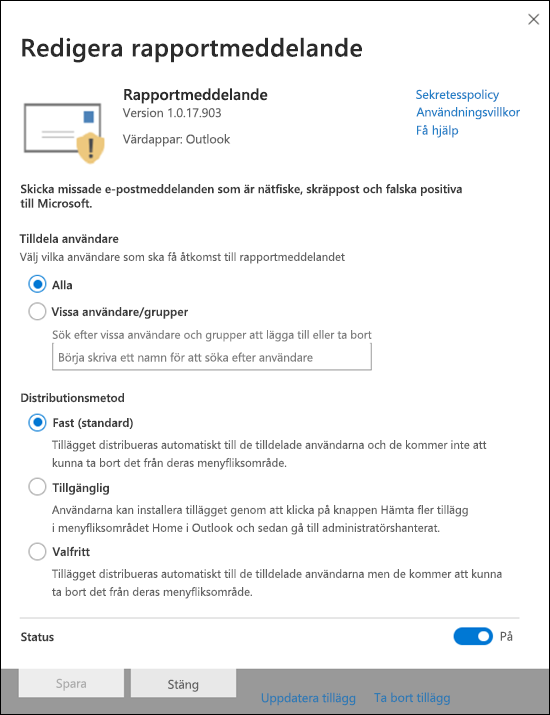 Redigera rapportmeddelande
Rapportmeddelande
Version 1.0.17.903
Värdappar: Outlook
Sekretesspolicy
Användningsvillkor
Få hjälp
Skicka missade e-postmeddelanden som är nätfiske, skräppost och falska positiva
till Microsoft.
Tilldela användare
Välj vilka användare som ska få åtkomst till rapportmeddelandet
Alla
Vissa användare/grupper
Sök efter vissa användare och grupper att lägga till eller ta bort
Börja skriva ett namn för att söka efter användare
Distributionsmetod
Fast (standard)
Tillägget distribueras automatiskt till de tilldelade användarna och de kommer inte att
kunna ta bort det från deras menyfliksområde.
Tillgänglig
Användarna kan installera tillägget genom att klicka på knappen Hämta fler tillägg
i menyfliksområdet Home i Outlook och sedan gå till administratörshanterat.
Valfritt
Tillägget distribueras automatiskt till de tilldelade användarna men de kommer att kunna
ta bort det från deras menyfliksområde.
Status
På
Spara
Stäng
Uppdatera tillägg
Ta bort tillägg